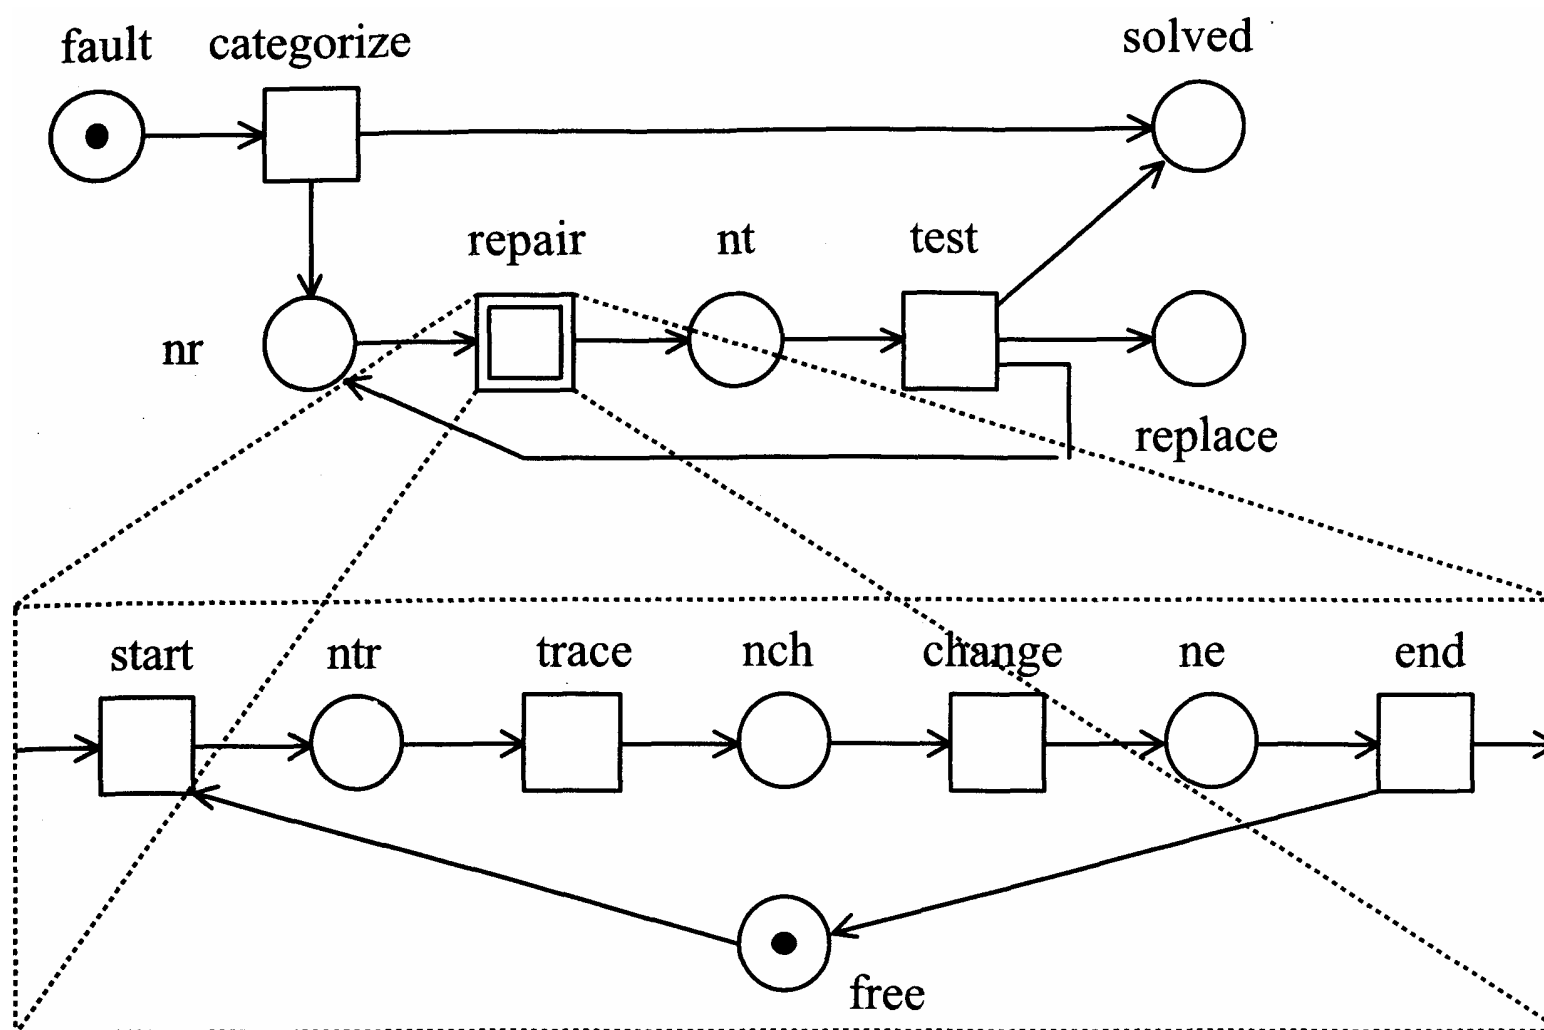 fault categorize solved
repair nt test
nr
replace
start ntr trace nch change ne end
free